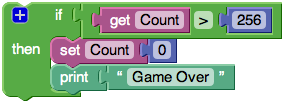 if get Count > 256
then set Count 0
print “ Game Over ”